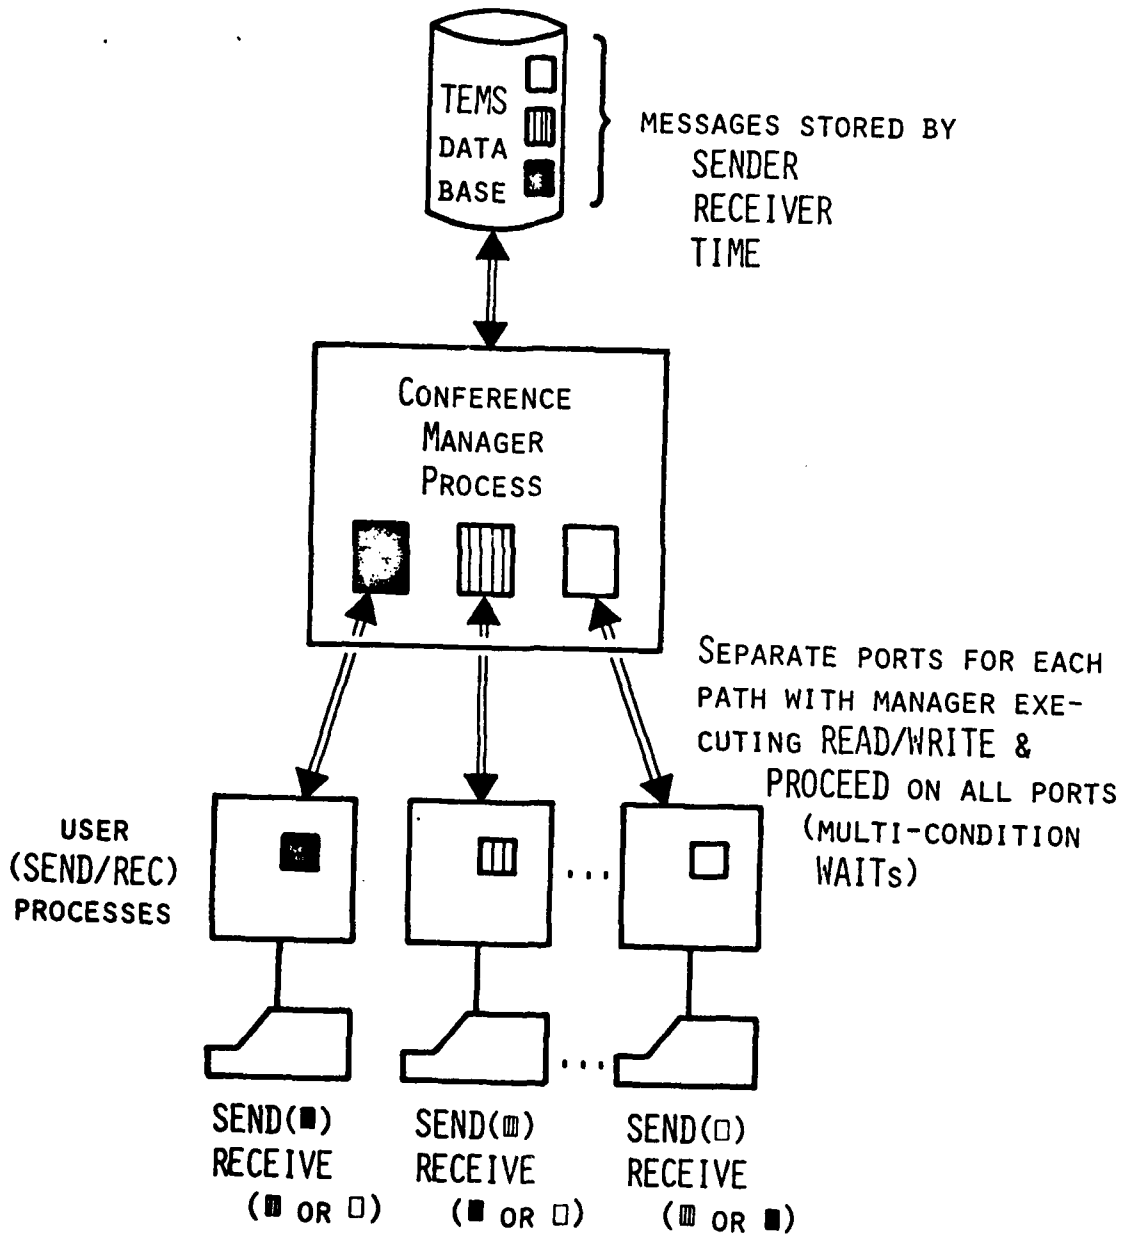 TEMS
DATA
BASE
MESSAGES STORED BY
SENDER
RECEIVER
TIME
CONFERENCE
MANAGER
PROCESS
SEPARATE PORTS FOR EACH
PATH WITH MANAGER EXE-
CUTING READ/WRITE &
PROCEED ON ALL PORTS
(MULTI-CONDITION
WAITs)
USER
(SEND/REC)
PROCESSES
...
...
SEND(■)
RECEIVE
(▥ OR □)
SEND(▥)
RECEIVE
(■ OR □)
SEND(□)
RECEIVE
(▥ OR ■)